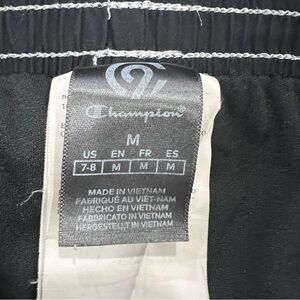 Champion
M
US EN FR ES
7-8 M M M
MADE IN VIETNAM
FABRIQUÉ AU VIÊT-NAM
HECHO EN VIETNAM
FABBRICATO IN VIETNAM
HERGESTELLT IN VIETNAM